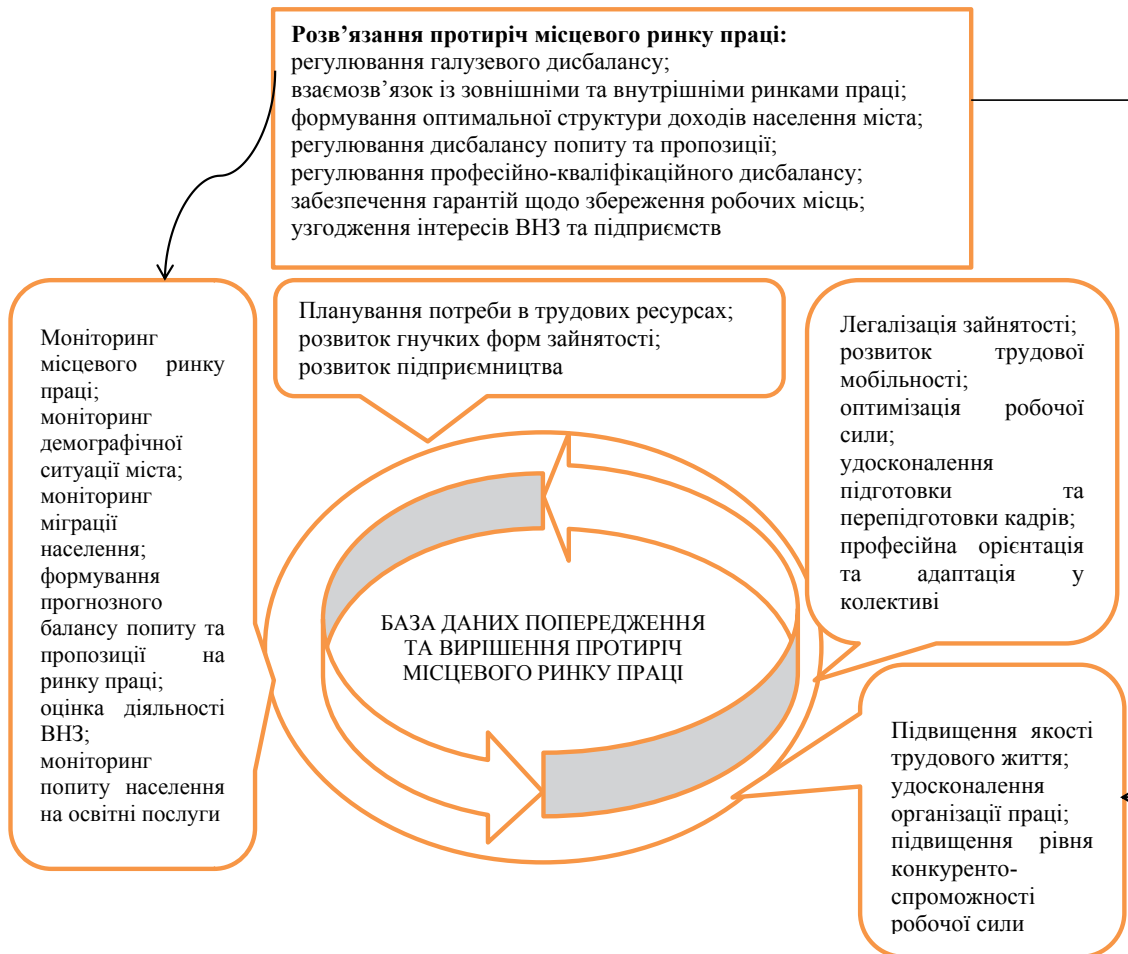 Розв’язання протиріч місцевого ринку праці:
регулювання галузевого дисбалансу;
взаємозв’язок із зовнішніми та внутрішніми ринками праці;
формування оптимальної структури доходів населення міста;
регулювання дисбалансу попиту та пропозиції;
регулювання професійно-кваліфікаційного дисбалансу;
забезпечення гарантій щодо збереження робочих місць;
узгодження інтересів ВНЗ та підприємств
Планування потреби в трудових ресурсах;
розвиток гнучких форм зайнятості;
розвиток підприємництва
Моніторинг
місцевого ринку
праці;
моніторинг
демографічної
ситуації міста;
моніторинг
міграції
населення;
формування
прогнозного
балансу попиту та
пропозиції на
ринку праці;
оцінка діяльності
ВНЗ;
моніторинг
попиту населення
на освітні послуги
Легалізація зайнятості;
розвиток трудової
мобільності;
оптимізація робочої
сили;
удосконалення
підготовки та
перепідготовки кадрів;
професійна орієнтація
та адаптація у
колективі
БАЗА ДАНИХ ПОПЕРЕДЖЕННЯ
ТА ВИРІШЕННЯ ПРОТИРІЧ
МІСЦЕВОГО РИНКУ ПРАЦІ
Підвищення якості
трудового життя;
удосконалення
організації праці;
підвищення рівня
конкуренто-
спроможності
робочої сили